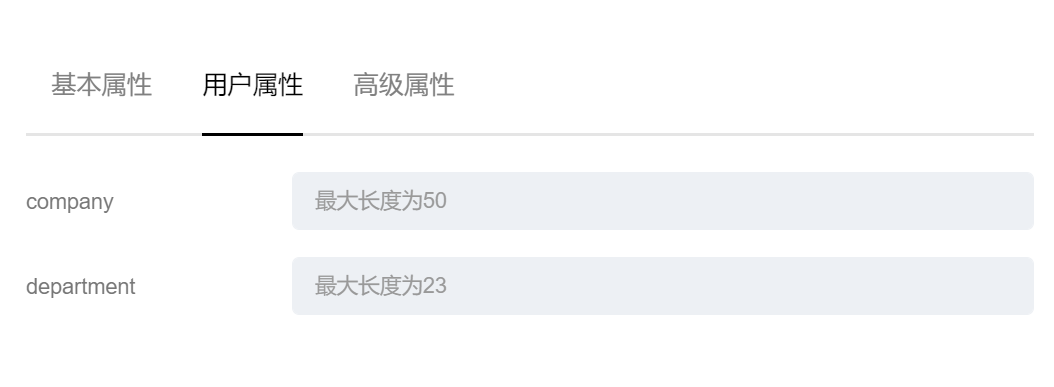 基本属性 用户属性 高级属性
company 最大长度为50
department 最大长度为23